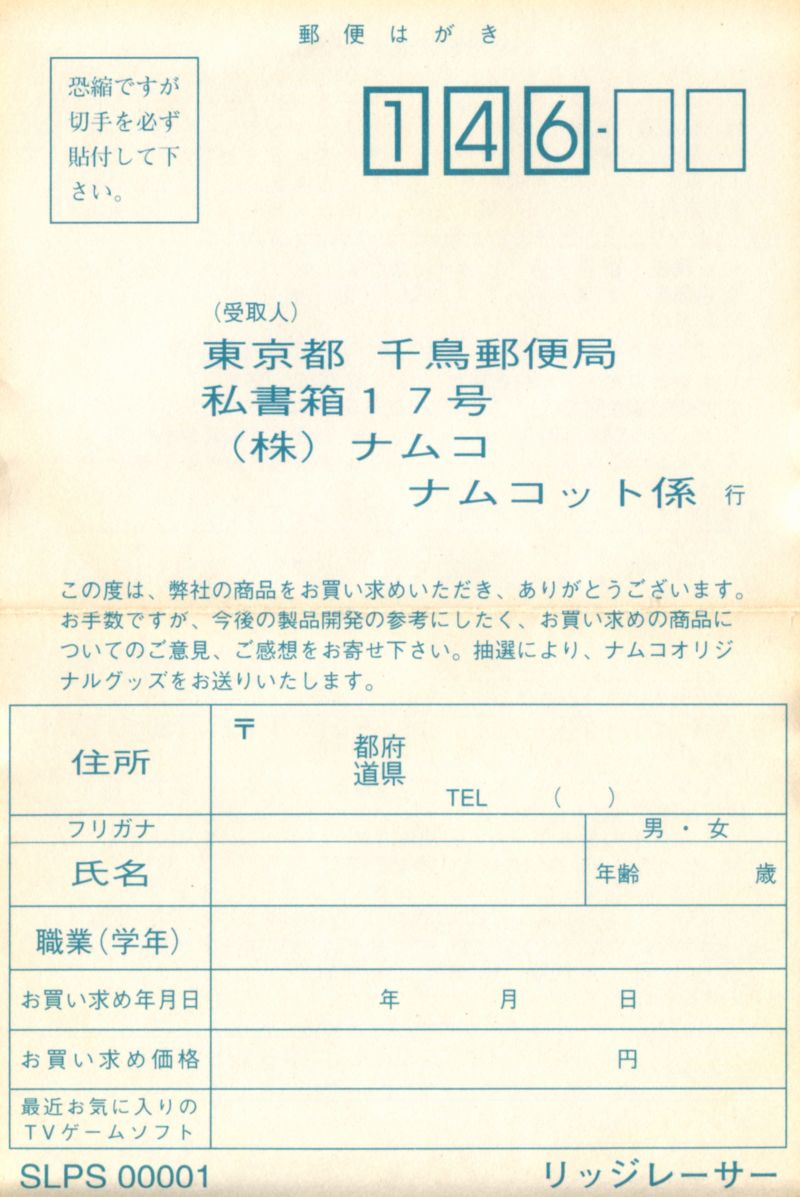 郵便はがき
恐縮ですが
切手を必ず
貼付して下
さい。
146-
（受取人）
東京都 千鳥郵便局
私書箱１７号
（株）ナムコ
ナムコット係 行
この度は、弊社の商品をお買い求めいただき、ありがとうございます。
お手数ですが、今後の製品開発の参考にしたく、お買い求めの商品に
ついてのご意見、ご感想をお寄せ下さい。抽選により、ナムコオリジ
ナルグッズをお送りいたします。
住所
〒
都府
道県
TEL （ ）
フリガナ
男・女
氏名
年齢 歳
職業（学年）
お買い求め年月日
年 月 日
お買い求め価格
円
最近お気に入りの
TVゲームソフト
SLPS 00001
リッジレーサー